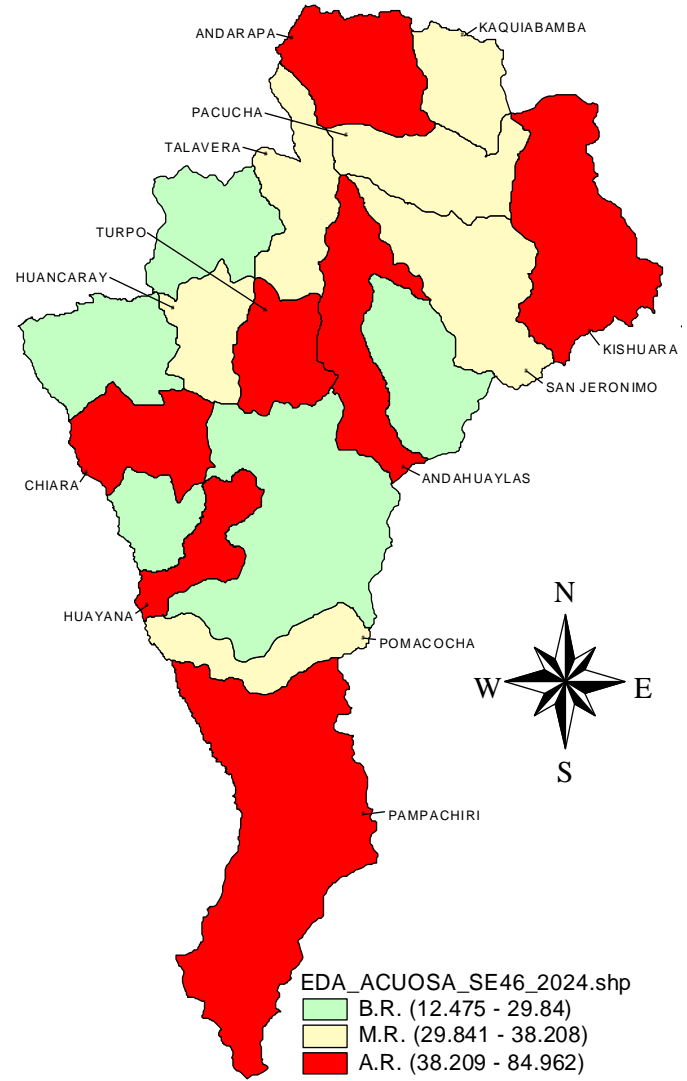 ANDARAPA
KAQUIABAMBA
PACUCHA
TALAVERA
TURPO
HUANCARAY
KISHUARA
SAN JERONIMO
ANDAHUAYLAS
CHIARA
HUAYANA
POMACOCHA
N
W
E
S
PAMPACHIRI
EDA_ACUOSA_SE46_2024.shp
B.R. (12.475 - 29.84)
M.R. (29.841 - 38.208)
A.R. (38.209 - 84.962)